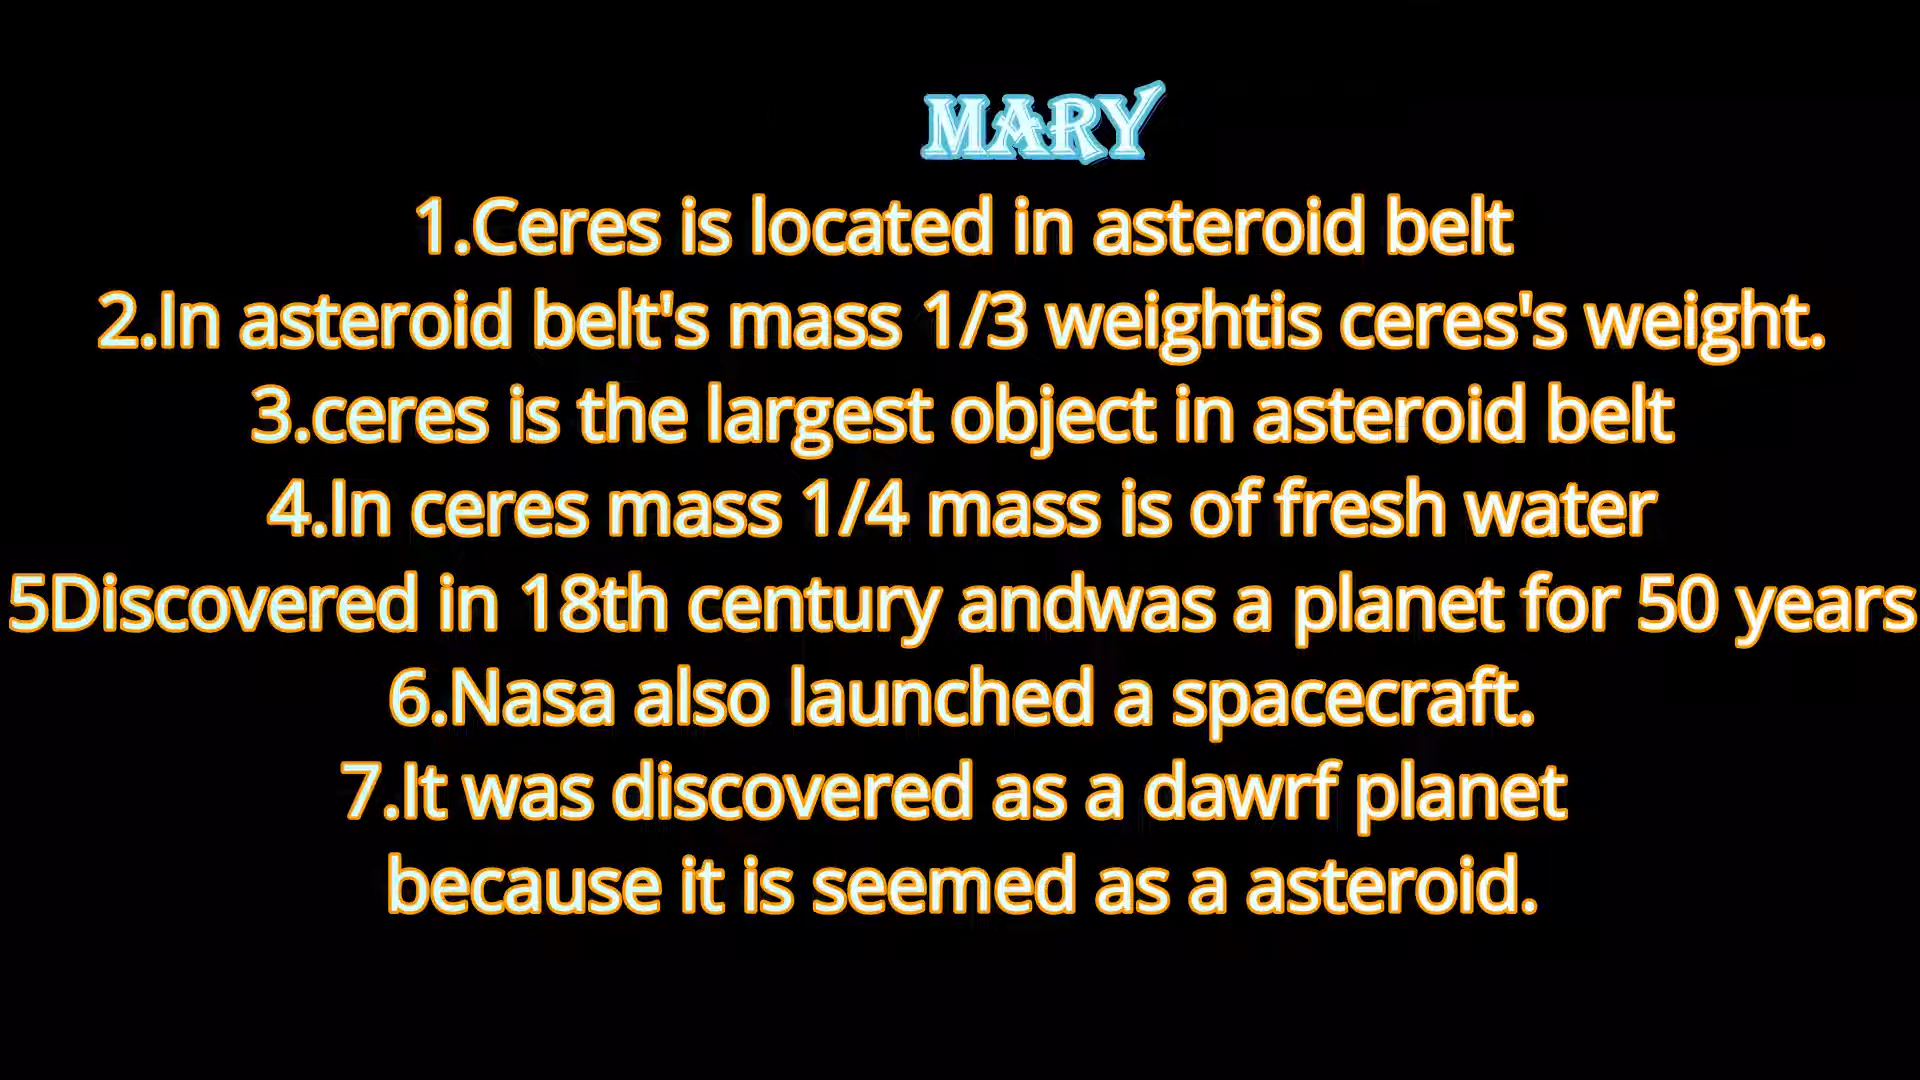 MARY
1.Ceres is located in asteroid belt
2.In asteroid belt's mass 1/3 weightis ceres's weight.
3.ceres is the largest object in asteroid belt
4.In ceres mass 1/4 mass is of fresh water
5Discovered in 18th century andwas a planet for 50 years
6.Nasa also launched a spacecraft.
7.It was discovered as a dawrf planet
because it is seemed as a asteroid.